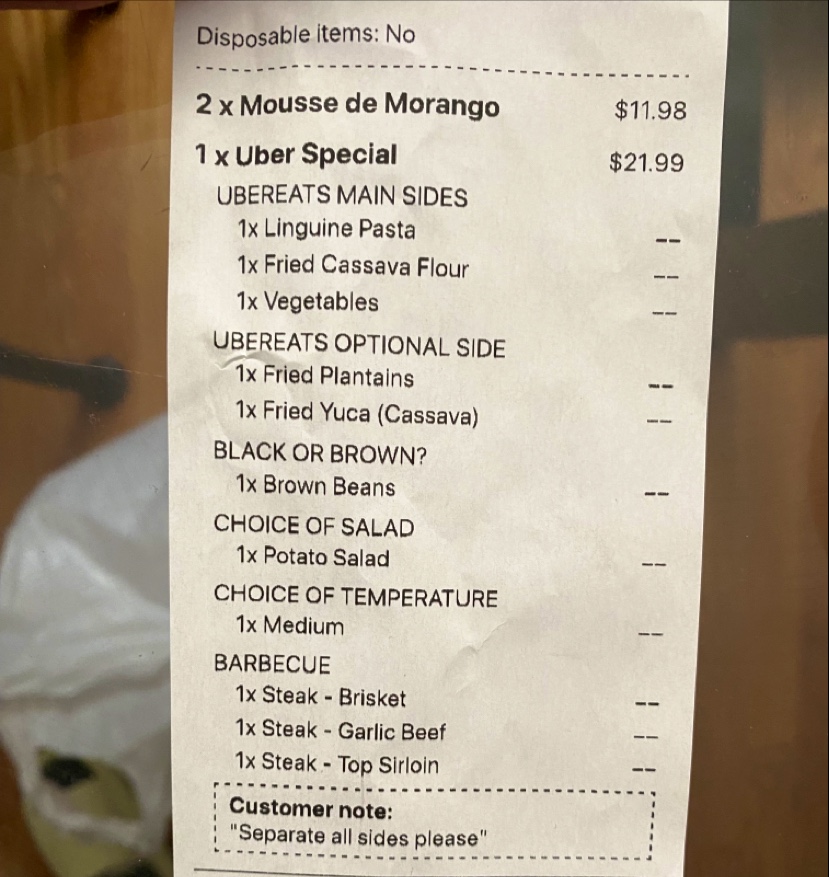 Disposable items: No
2 x Mousse de Morango $11.98
1 x Uber Special $21.99
UBEREATS MAIN SIDES
1x Linguine Pasta --
1x Fried Cassava Flour --
1x Vegetables --
UBEREATS OPTIONAL SIDE
1x Fried Plantains --
1x Fried Yuca (Cassava) --
BLACK OR BROWN?
1x Brown Beans --
CHOICE OF SALAD
1x Potato Salad --
CHOICE OF TEMPERATURE
1x Medium --
BARBECUE
1x Steak - Brisket --
1x Steak - Garlic Beef --
1x Steak - Top Sirloin --
Customer note:
"Separate all sides please"